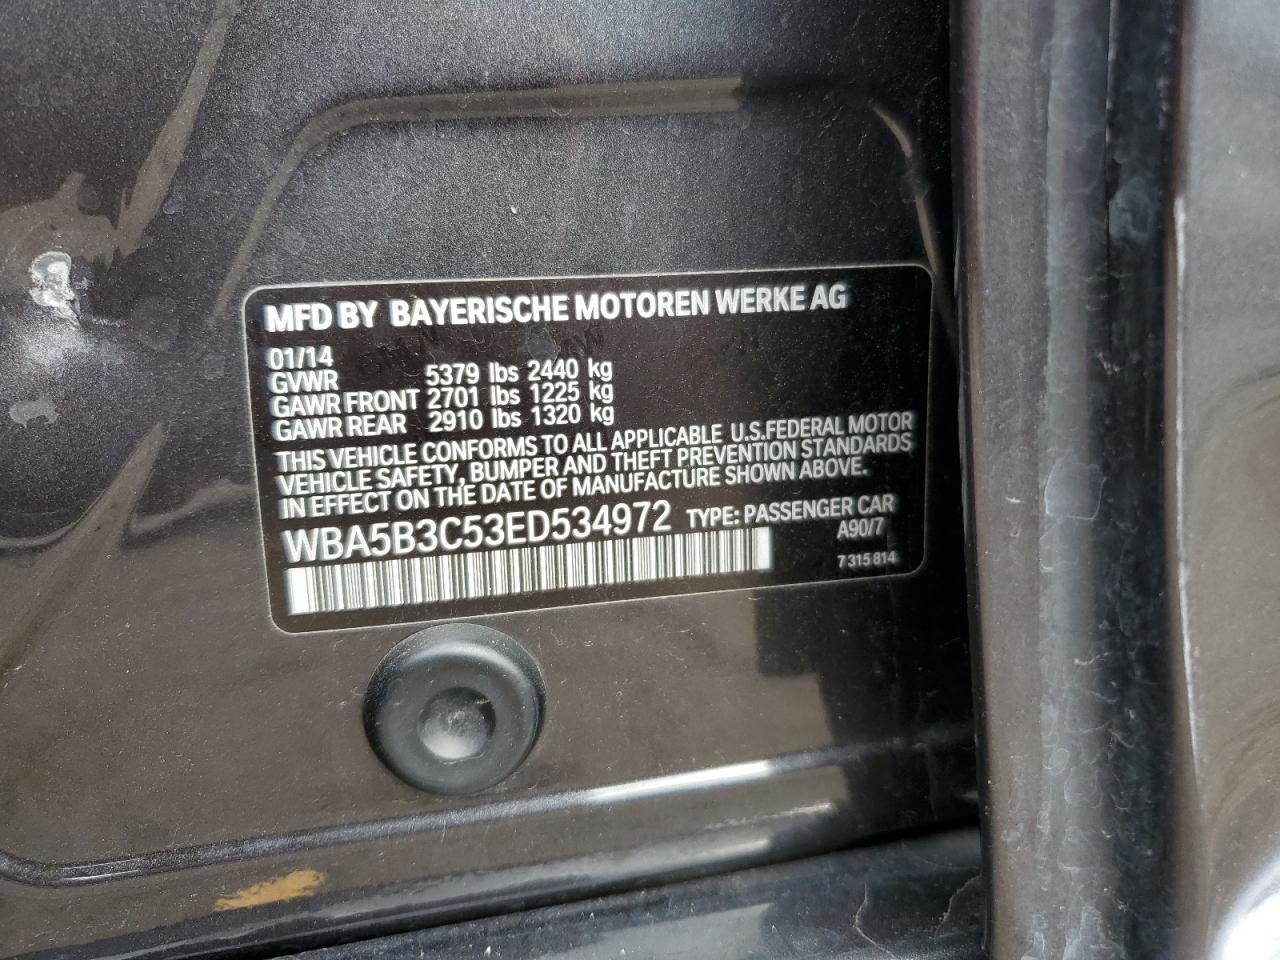 MFD BY BAYERISCHE MOTOREN WERKE AG
01/14
GVWR 5379 lbs 2440 kg
GAWR FRONT 2701 lbs 1225 kg
GAWR REAR 2910 lbs 1320 kg
THIS VEHICLE CONFORMS TO ALL APPLICABLE U.S.FEDERAL MOTOR
VEHICLE SAFETY, BUMPER AND THEFT PREVENTION STANDARDS
IN EFFECT ON THE DATE OF MANUFACTURE SHOWN ABOVE.
WBA5B3C53ED534972 TYPE: PASSENGER CAR
A90/7
7 315 814